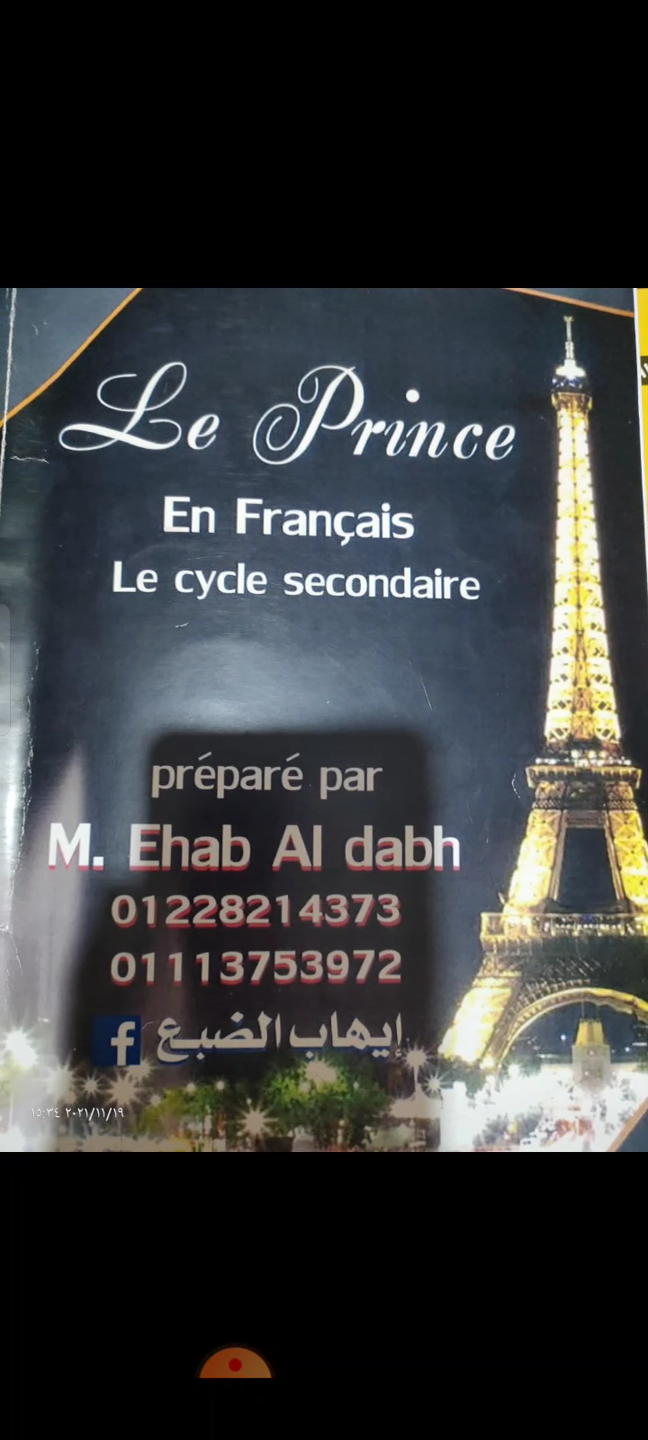 Le Prince
En Français
Le cycle secondaire
préparé par
M. Ehab Al dabh
01228214373
01113753972
f إيهاب الضبع
٢٠٢١/١١/١٩ ١٥:٣٤